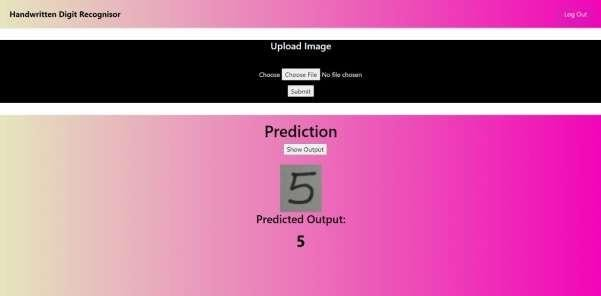 Handwritten Digit Recognisor Log Out
Upload Image
Choose Choose File No file chosen
Submit
Prediction
Show Output
5
Predicted Output:
5